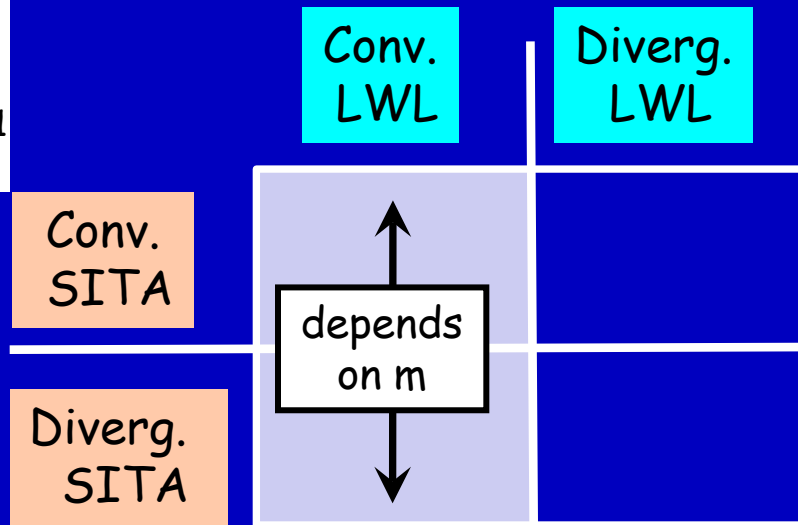 Conv.
LWL
Diverg.
LWL
Conv.
SITA
depends
on m
Diverg.
SITA